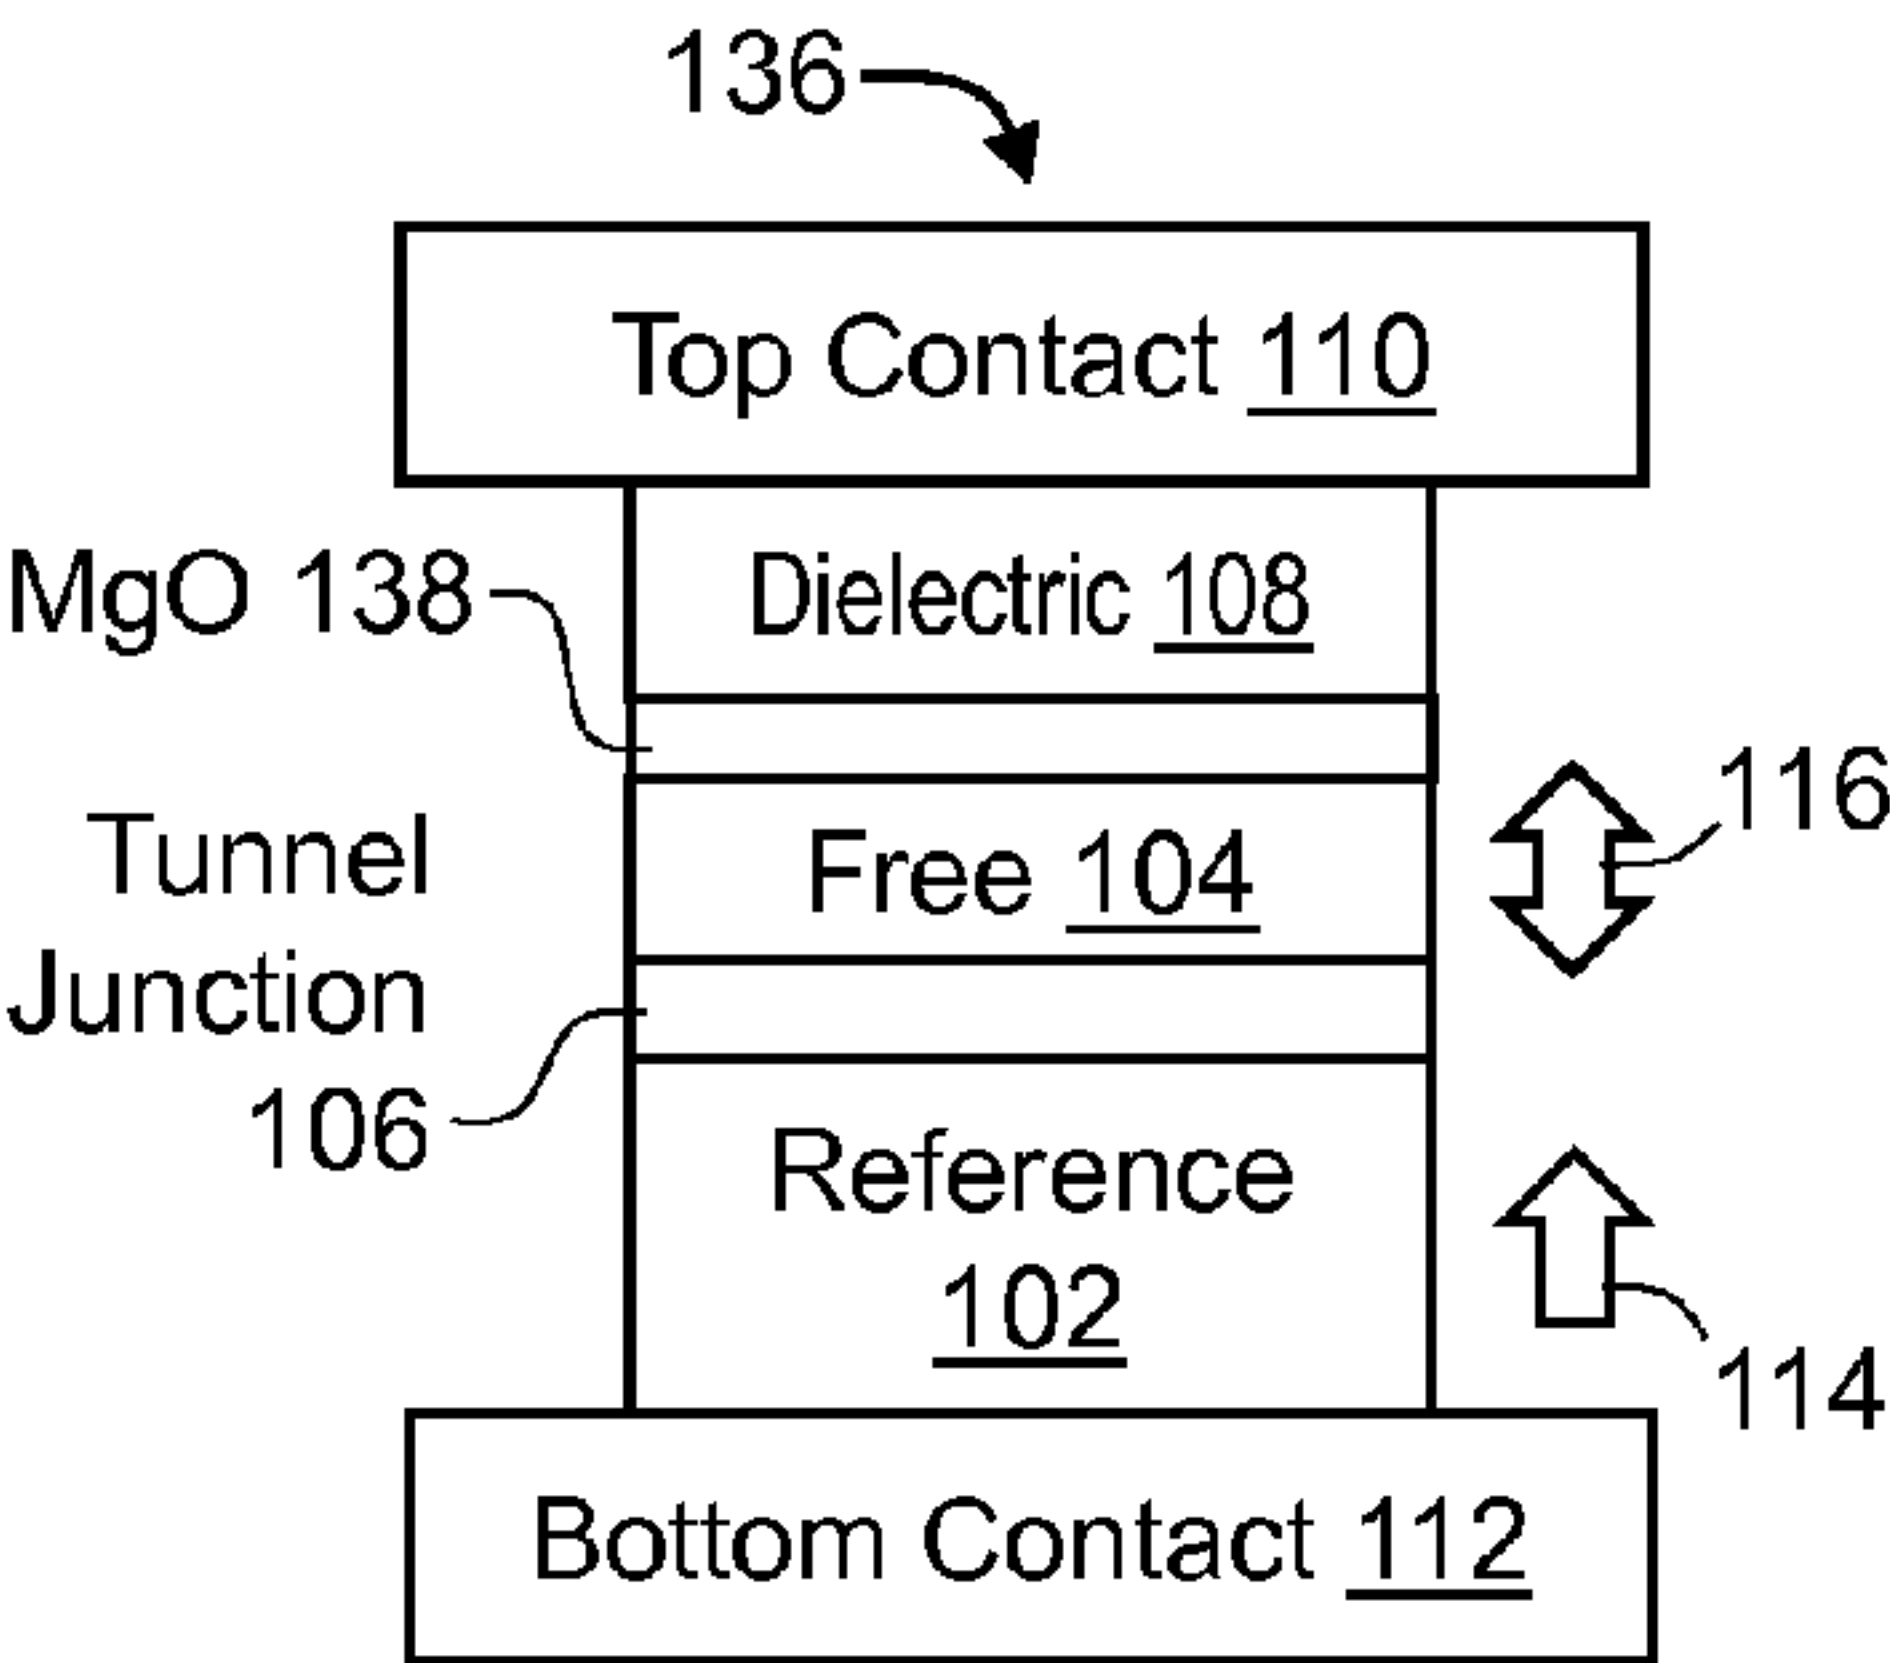 136
Top Contact 110
MgO 138
Dielectric 108
116
Tunnel
Junction
106
Free 104
Reference
102
114
Bottom Contact 112